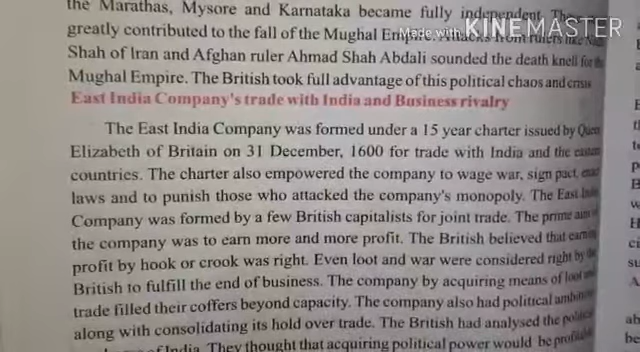 the Marathas, Mysore and Karnataka became fully independent. These
greatly contributed to the fall of the Mughal Empire. Attacks from rulers like
Shah of Iran and Afghan ruler Ahmad Shah Abdali sounded the death knell for the
Mughal Empire. The British took full advantage of this political chaos and crisis.
East India Company's trade with India and Business rivalry
The East India Company was formed under a 15 year charter issued by Queen
Elizabeth of Britain on 31 December, 1600 for trade with India and the eastern
countries. The charter also empowered the company to wage war, sign pact, enact
laws and to punish those who attacked the company's monopoly. The East India
Company was formed by a few British capitalists for joint trade. The prime aim of
the company was to earn more and more profit. The British believed that earning
profit by hook or crook was right. Even loot and war were considered right by the
British to fulfill the end of business. The company by acquiring means of loot and
trade filled their coffers beyond capacity. The company also had political ambitions
along with consolidating its hold over trade. The British had analysed the political
of India. They thought that acquiring political power would be profitable
Made with KINEMASTER